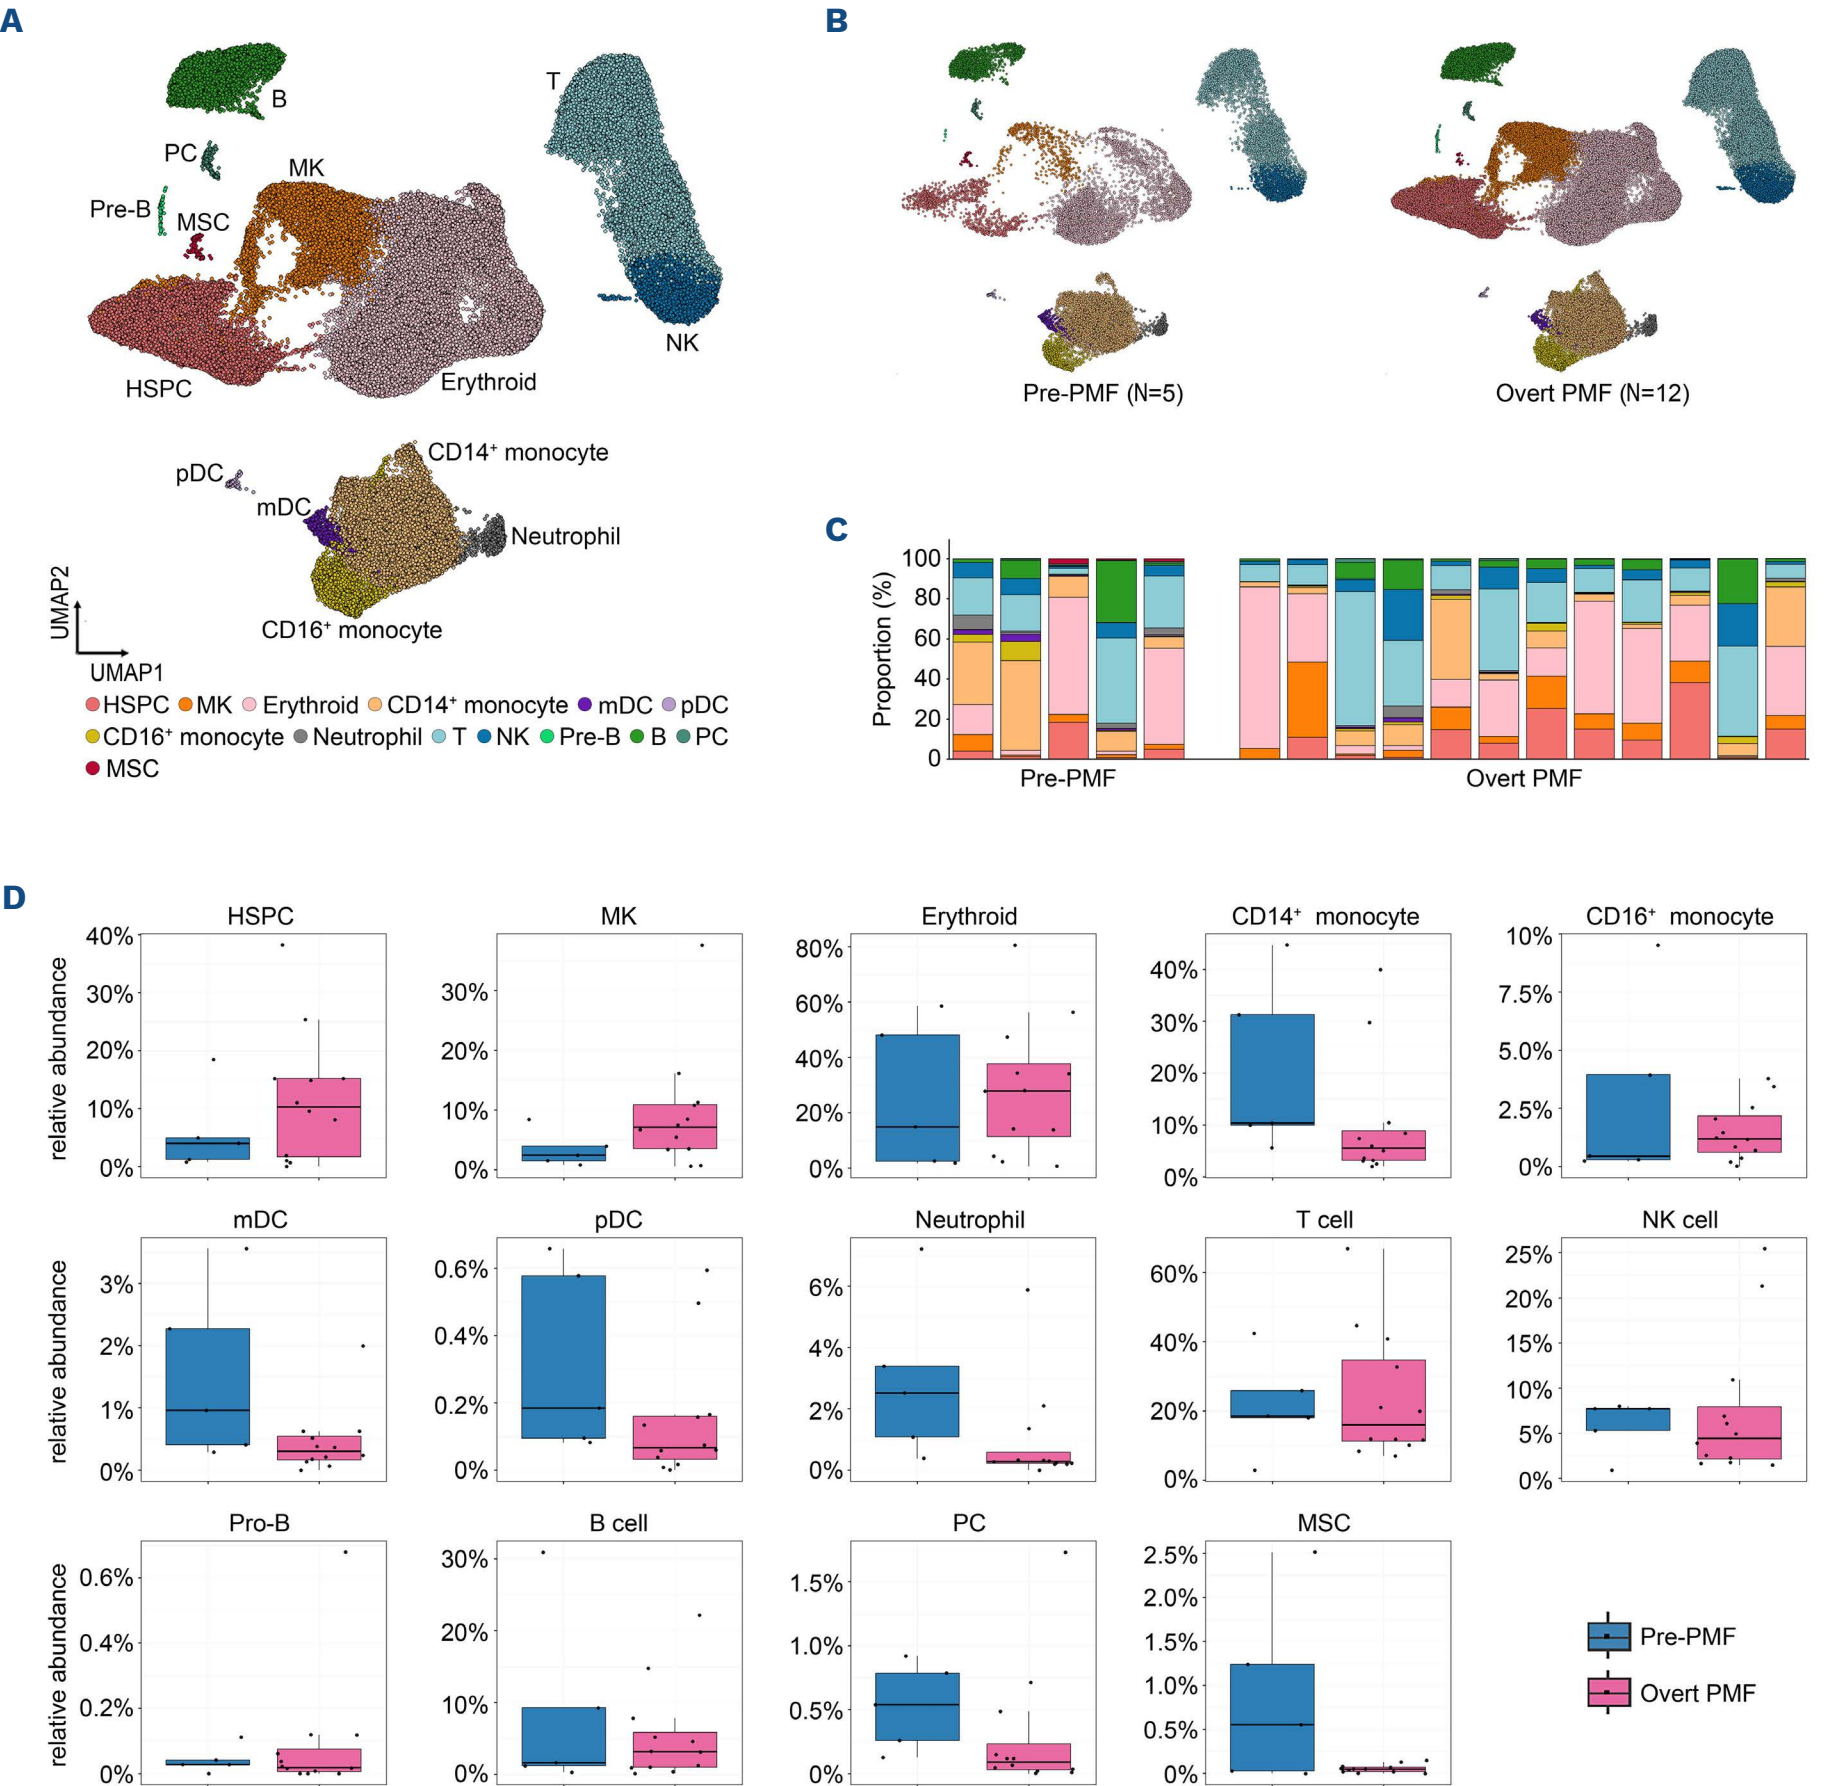 A
B
T
B
PC
MK
Pre-B
MSC
NK
HSPC
Erythroid
CD14+ monocyte
pDC
mDC
Neutrophil
CD16+ monocyte
UMAP2
UMAP1
HSPC MK Erythroid CD14+ monocyte mDC pDC
CD16+ monocyte Neutrophil T NK Pre-B B PC
MSC
Pre-PMF (N=5)
Overt PMF (N=12)
C
Proportion (%)
100
80
60
40
20
0
Pre-PMF
Overt PMF
D
HSPC
relative abundance
40%
30%
20%
10%
0%
MK
30%
20%
10%
0%
Erythroid
80%
60%
40%
20%
0%
CD14+ monocyte
40%
30%
20%
10%
0%
CD16+ monocyte
10%
7.5%
5.0%
2.5%
0%
mDC
relative abundance
3%
2%
1%
0%
pDC
0.6%
0.4%
0.2%
0%
Neutrophil
6%
4%
2%
0%
T cell
60%
40%
20%
0%
NK cell
25%
20%
15%
10%
5%
0%
Pro-B
relative abundance
0.6%
0.4%
0.2%
0%
B cell
30%
20%
10%
0%
PC
1.5%
1.0%
0.5%
0%
MSC
2.5%
2.0%
1.5%
1.0%
0.5%
0%
Pre-PMF
Overt PMF